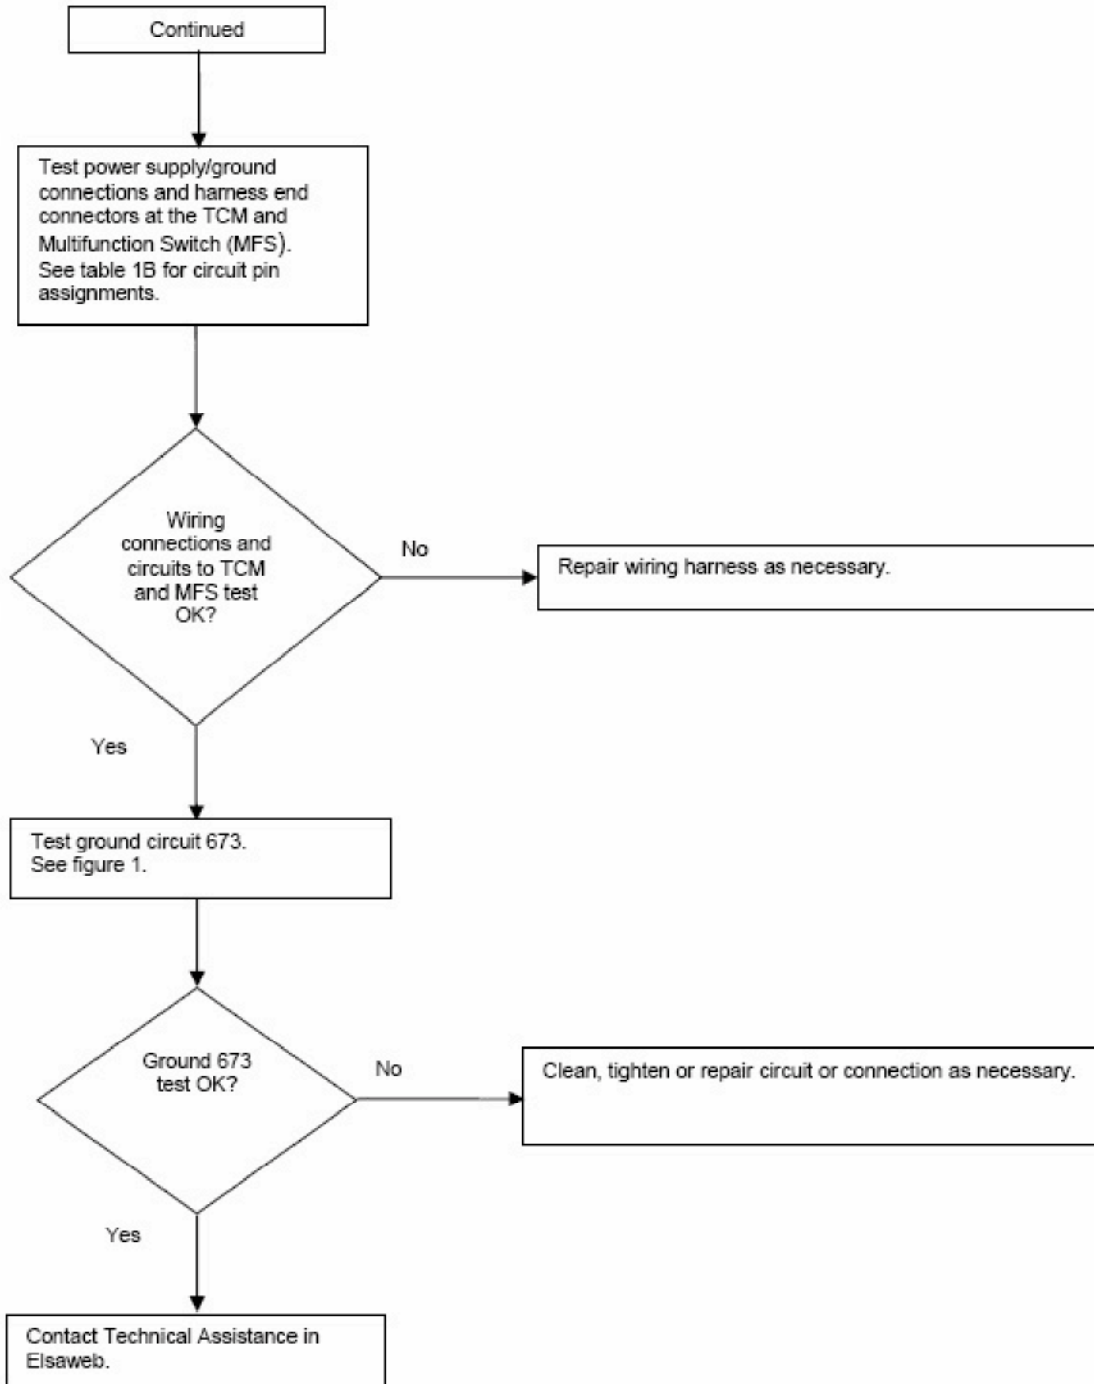 Continued
Test power supply/ground
connections and harness end
connectors at the TCM and
Multifunction Switch (MFS).
See table 1B for circuit pin
assignments.
Wiring
connections and
circuits to TCM
and MFS test
OK?
No
Repair wiring harness as necessary.
Yes
Test ground circuit 673.
See figure 1.
Ground 673
test OK?
No
Clean, tighten or repair circuit or connection as necessary.
Yes
Contact Technical Assistance in
Elsaweb.